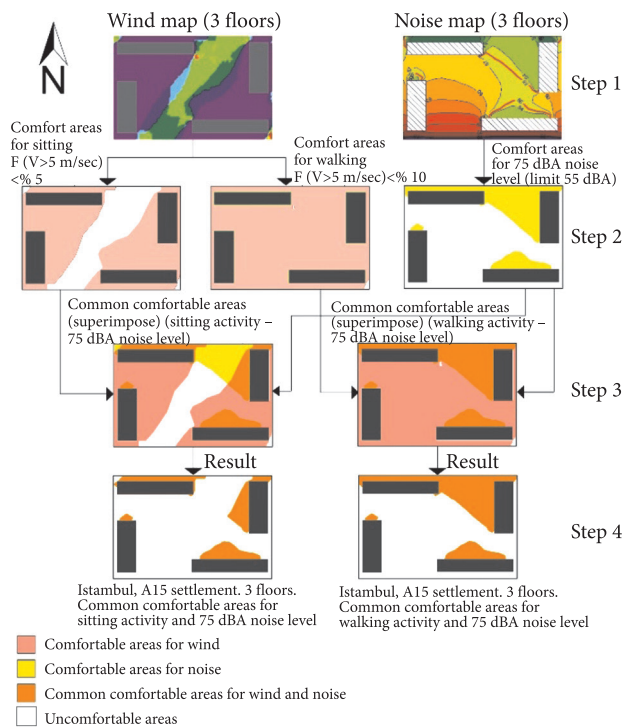 Wind map (3 floors)
Noise map (3 floors)
N
Step 1
Comfort areas
for sitting
F (V>5 m/sec)
<% 5
Comfort areas
for walking
F (V>5 m/sec)<% 10
Comfort areas
for 75 dBA noise
level (limit 55 dBA)
Step 2
Common comfortable areas
(superimpose) (sitting activity –
75 dBA noise level)
Common comfortable areas
(superimpose) (walking activity –
75 dBA noise level)
Step 3
Result
Result
Step 4
Istambul, A15 settlement. 3 floors.
Common comfortable areas for
sitting activity and 75 dBA noise level
Istambul, A15 settlement. 3 floors.
Common comfortable areas for
walking activity and 75 dBA noise level
Comfortable areas for wind
Comfortable areas for noise
Common comfortable areas for wind and noise
Uncomfortable areas